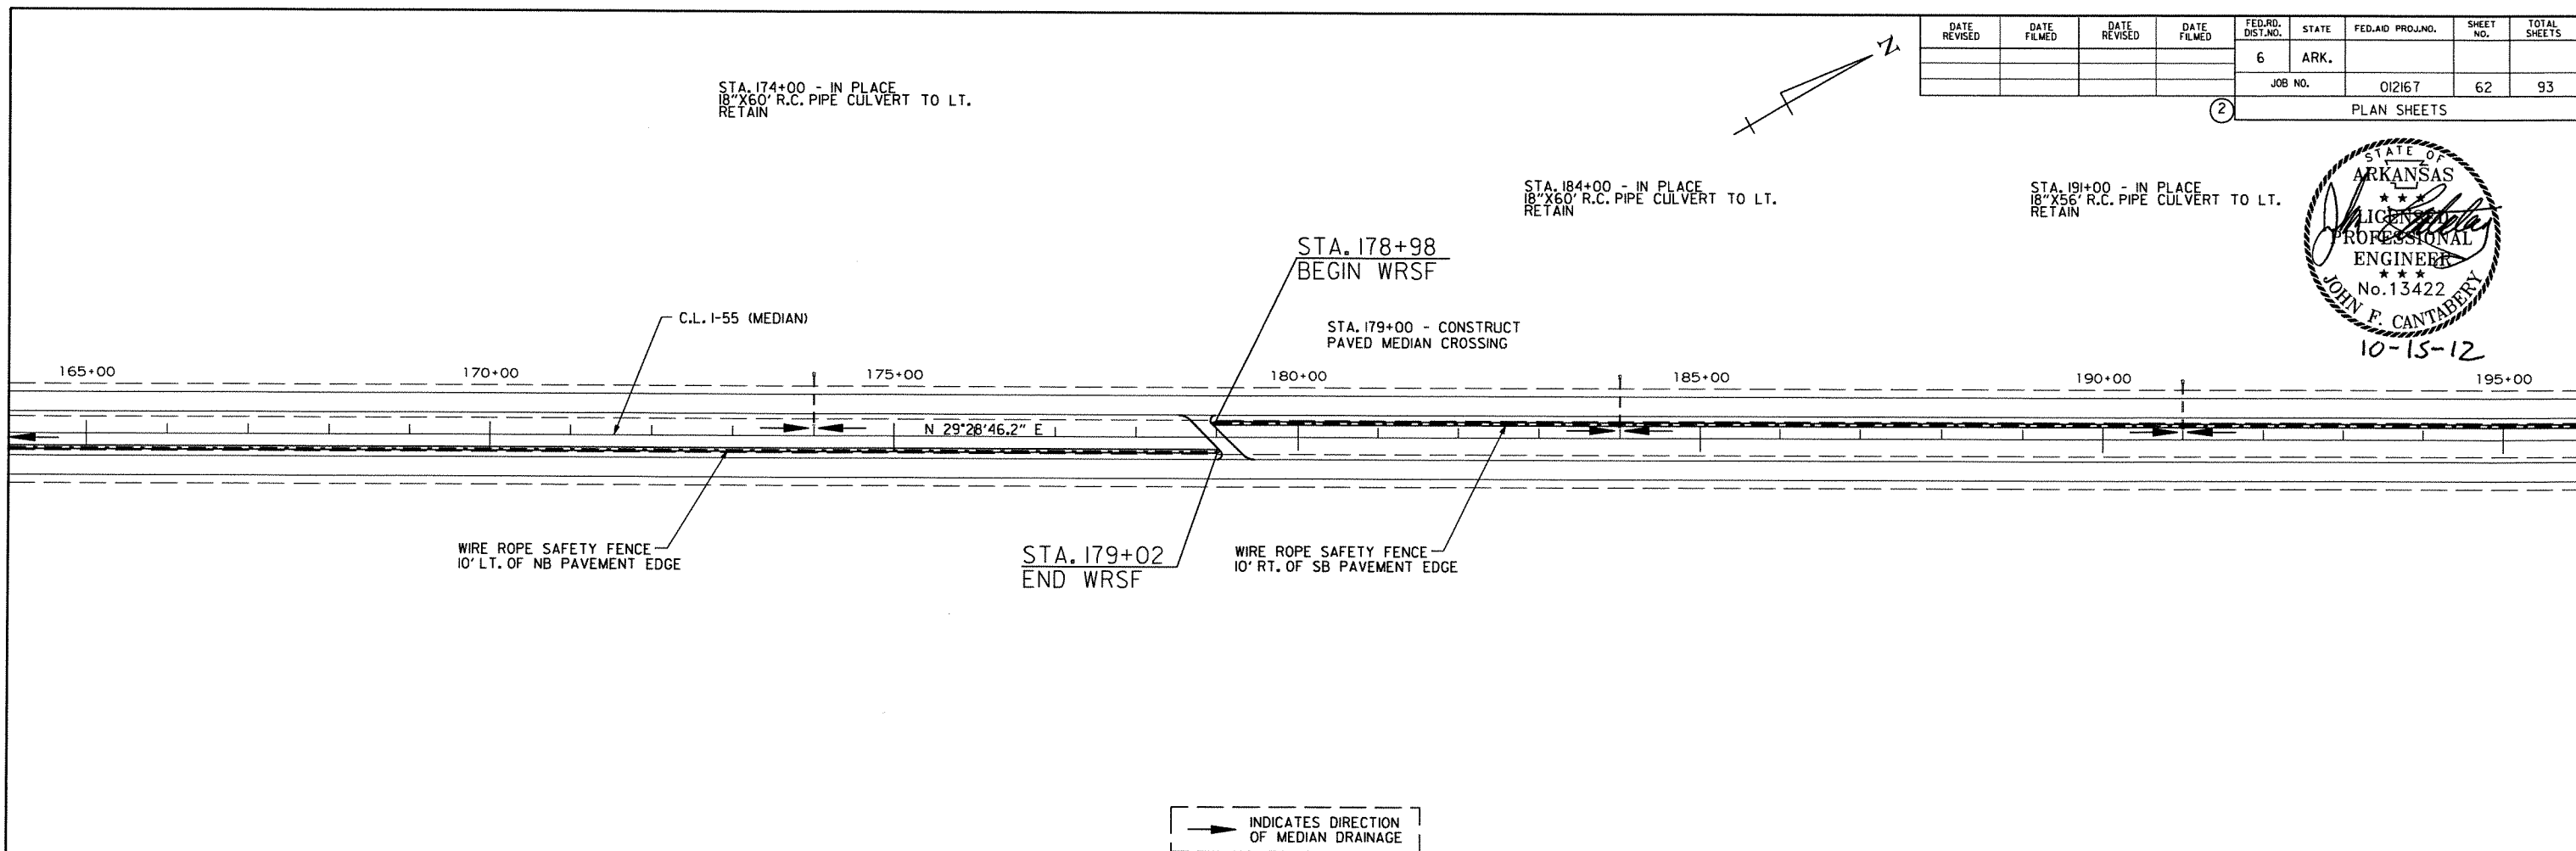 DATE REVISED
DATE FILMED
DATE REVISED
DATE FILMED
FED.RD. DIST.NO.
STATE
FED.AID PROJ.NO.
SHEET NO.
TOTAL SHEETS
6
ARK.
JOB NO.
012167
62
93
2
PLAN SHEETS
N
STA. 174+00 - IN PLACE
18"X60' R.C. PIPE CULVERT TO LT.
RETAIN
STA. 184+00 - IN PLACE
18"X60' R.C. PIPE CULVERT TO LT.
RETAIN
STA. 191+00 - IN PLACE
18"X56' R.C. PIPE CULVERT TO LT.
RETAIN
STATE OF
ARKANSAS
★ ★ ★
LICENSED
PROFESSIONAL
ENGINEER
★ ★ ★
No.13422
JOHN F. CANTABERY
10-15-12
STA. 178+98
BEGIN WRSF
C.L. I-55 (MEDIAN)
STA. 179+00 - CONSTRUCT
PAVED MEDIAN CROSSING
165+00
170+00
175+00
180+00
185+00
190+00
195+00
N 29°28'46.2" E
WIRE ROPE SAFETY FENCE
10' LT. OF NB PAVEMENT EDGE
STA. 179+02
END WRSF
WIRE ROPE SAFETY FENCE
10' RT. OF SB PAVEMENT EDGE
INDICATES DIRECTION
OF MEDIAN DRAINAGE